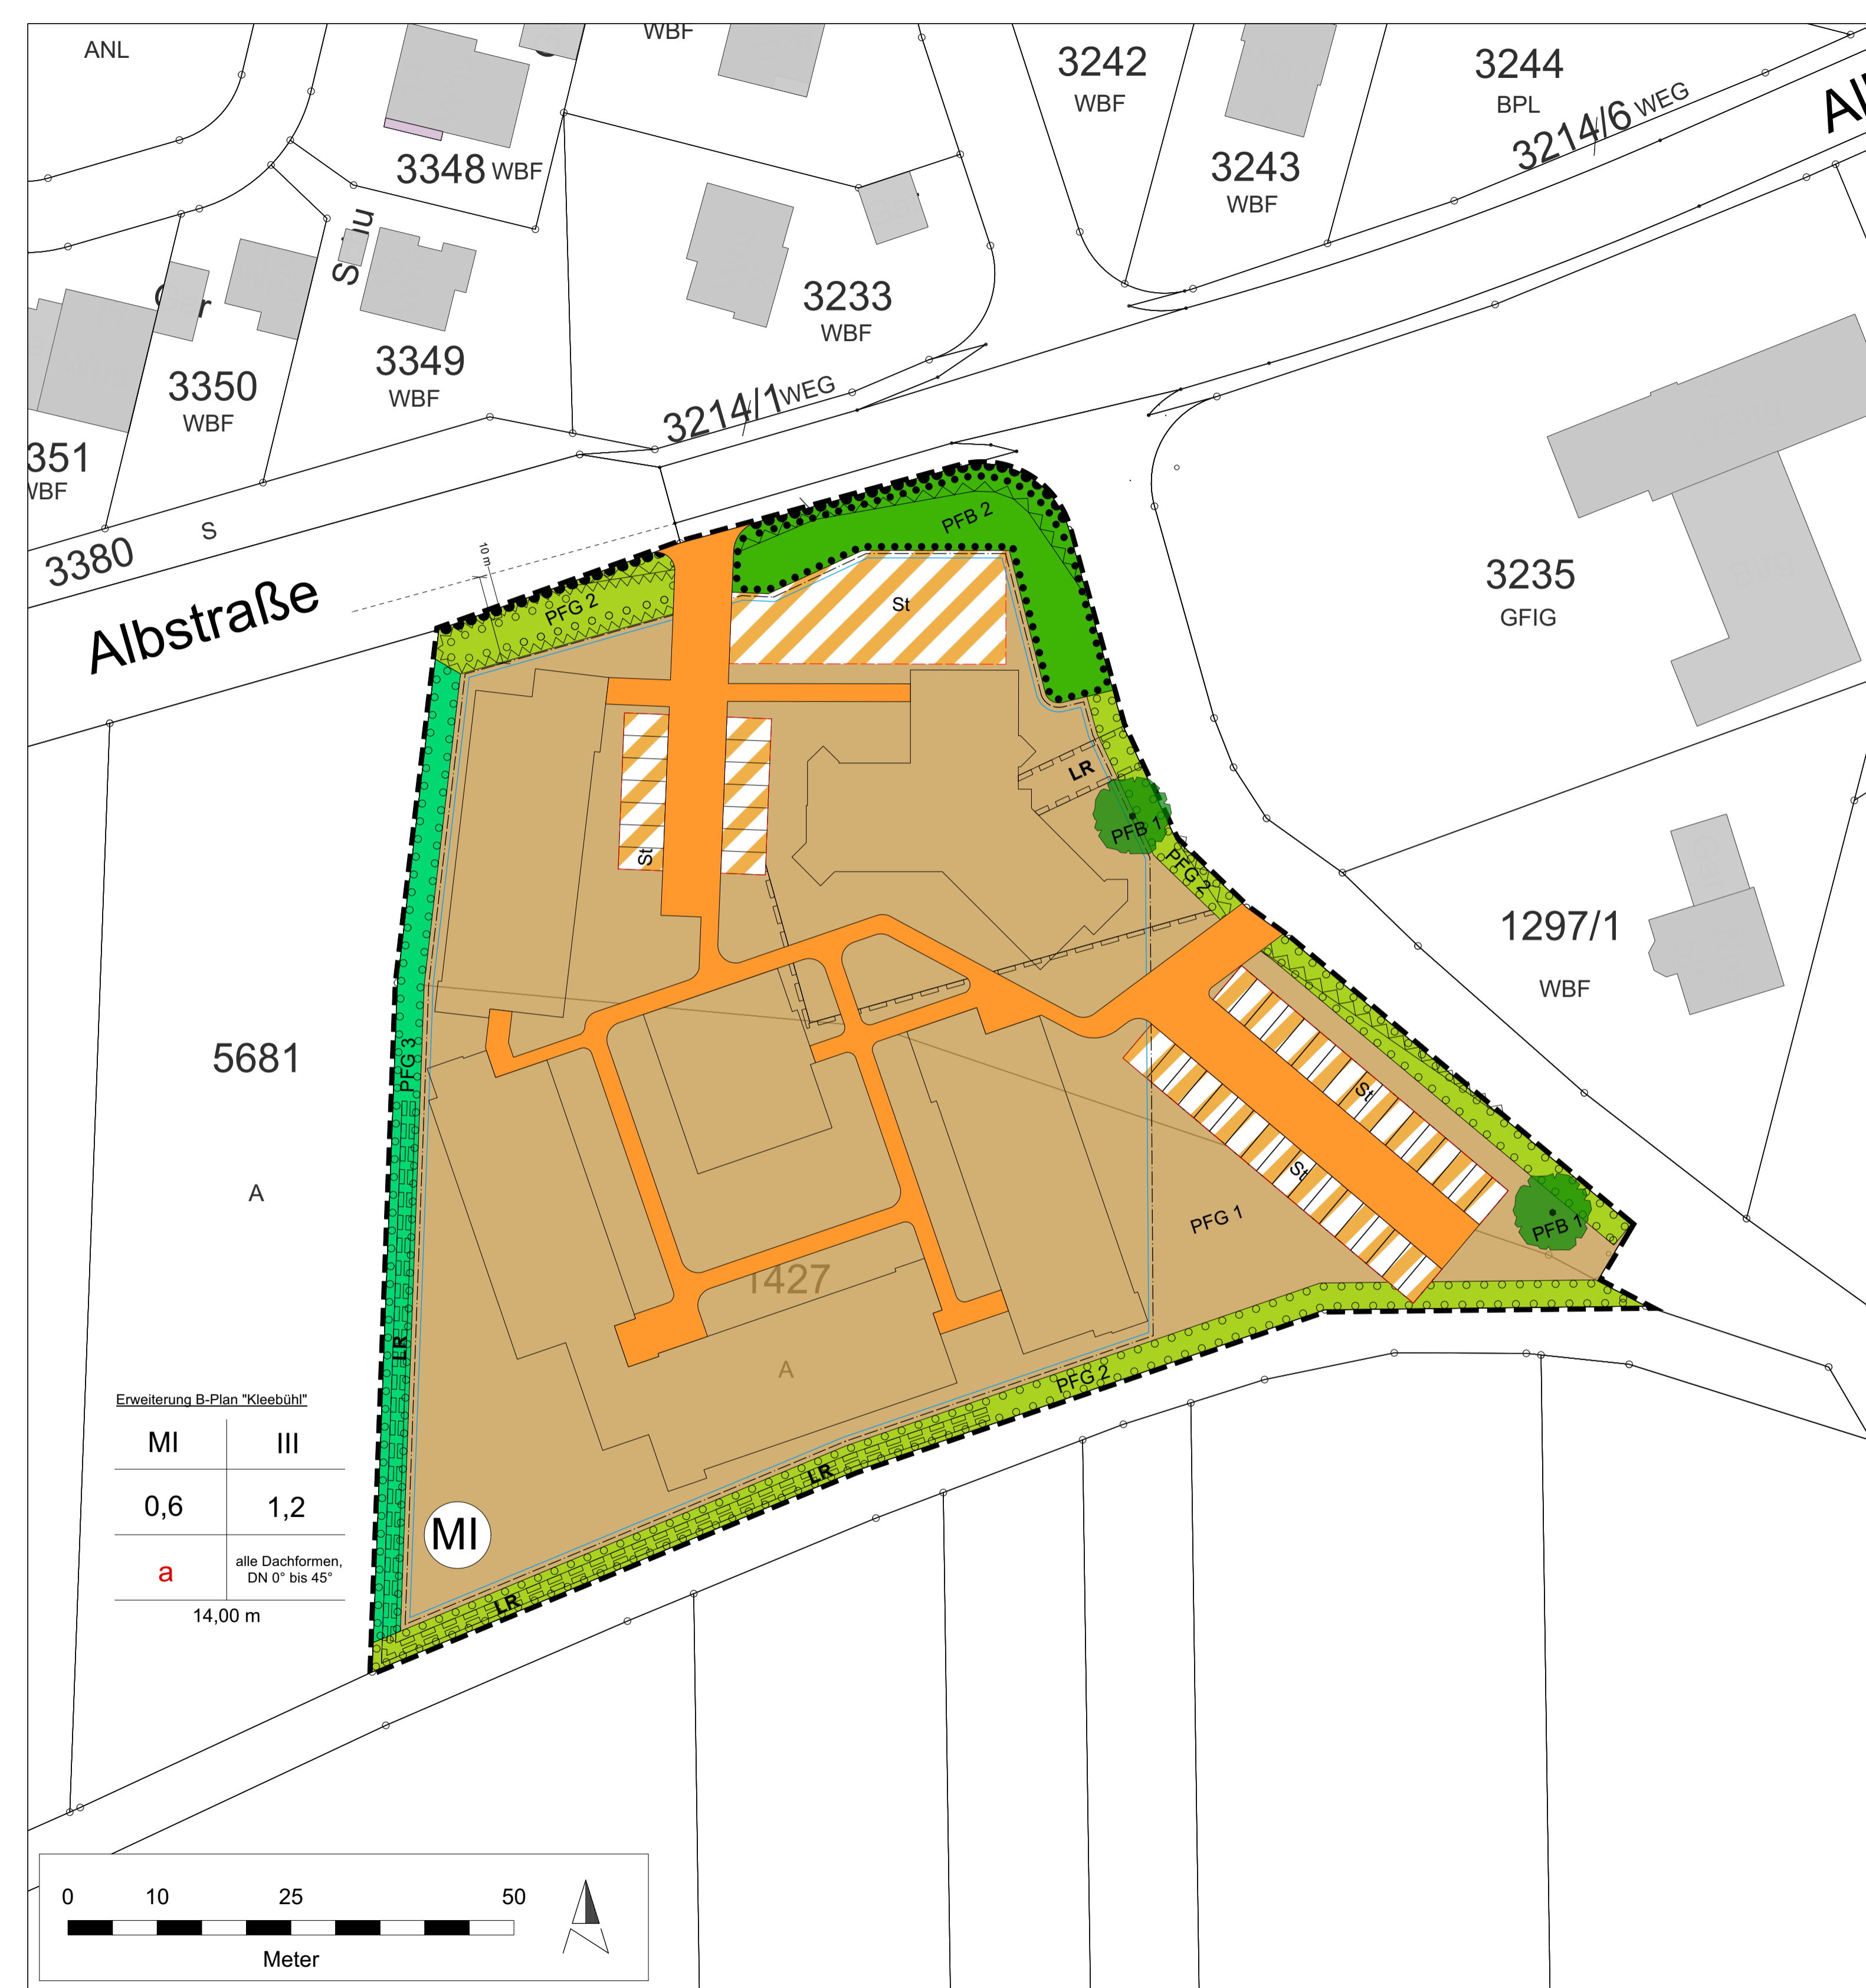 ANL
WBF
3242
WBF
3244
BPL
3214/6 WEG
3348 WBF
3243
WBF
3233
WBF
3349
WBF
3350
WBF
351
WBF
3214/1 WEG
S
3380
Albstraße
10 m
PFG 2
PFB 2
St
3235
GFIG
LR
PFB 1
PFG 2
St
1297/1
WBF
5681
A
PFG 3
St
St
PFG 1
PFB 1
1427
A
LR
PFG 2
LR
LR
Erweiterung B-Plan "Kleebühl"
MI III
0,6 1,2
a alle Dachformen,
DN 0° bis 45°
14,00 m
MI
0 10 25 50
Meter